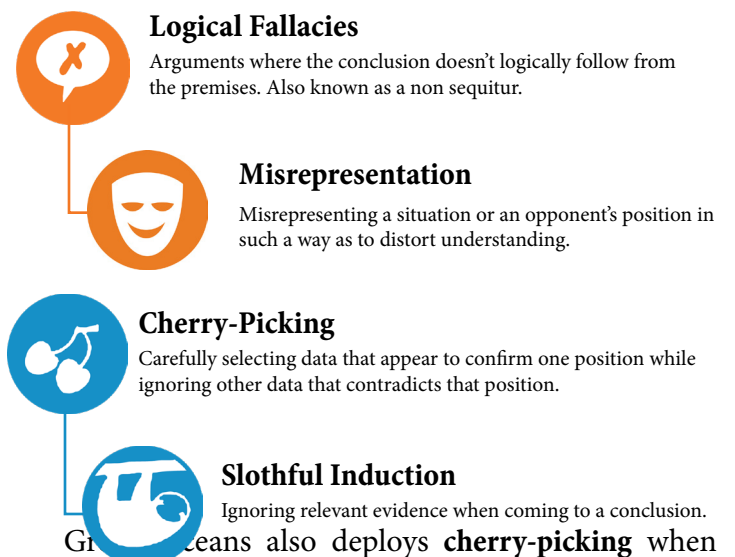 Logical Fallacies
Arguments where the conclusion doesn’t logically follow from
the premises. Also known as a non sequitur.
Misrepresentation
Misrepresenting a situation or an opponent’s position in
such a way as to distort understanding.
Cherry-Picking
Carefully selecting data that appear to confirm one position while
ignoring other data that contradicts that position.
Slothful Induction
Ignoring relevant evidence when coming to a conclusion.
also deploys cherry-picking when